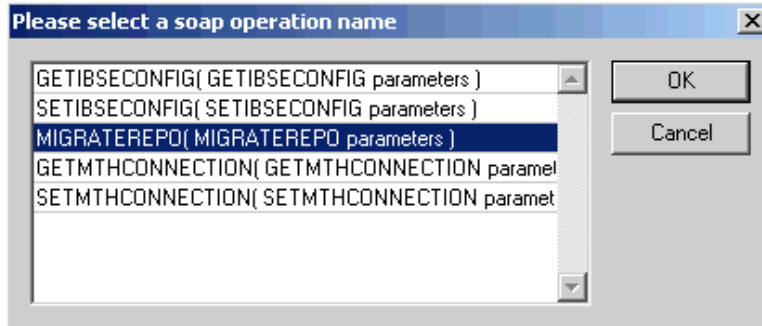 Please select a soap operation name
GETIBSECONFIG( GETIBSECONFIG parameters )
OK
SETIBSECONFIG( SETIBSECONFIG parameters )
MIGRATEREPO( MIGRATEREPO parameters )
Cancel
GETMTHCONNECTION( GETMTHCONNECTION paramet
SETMTHCONNECTION( SETMTHCONNECTION paramet